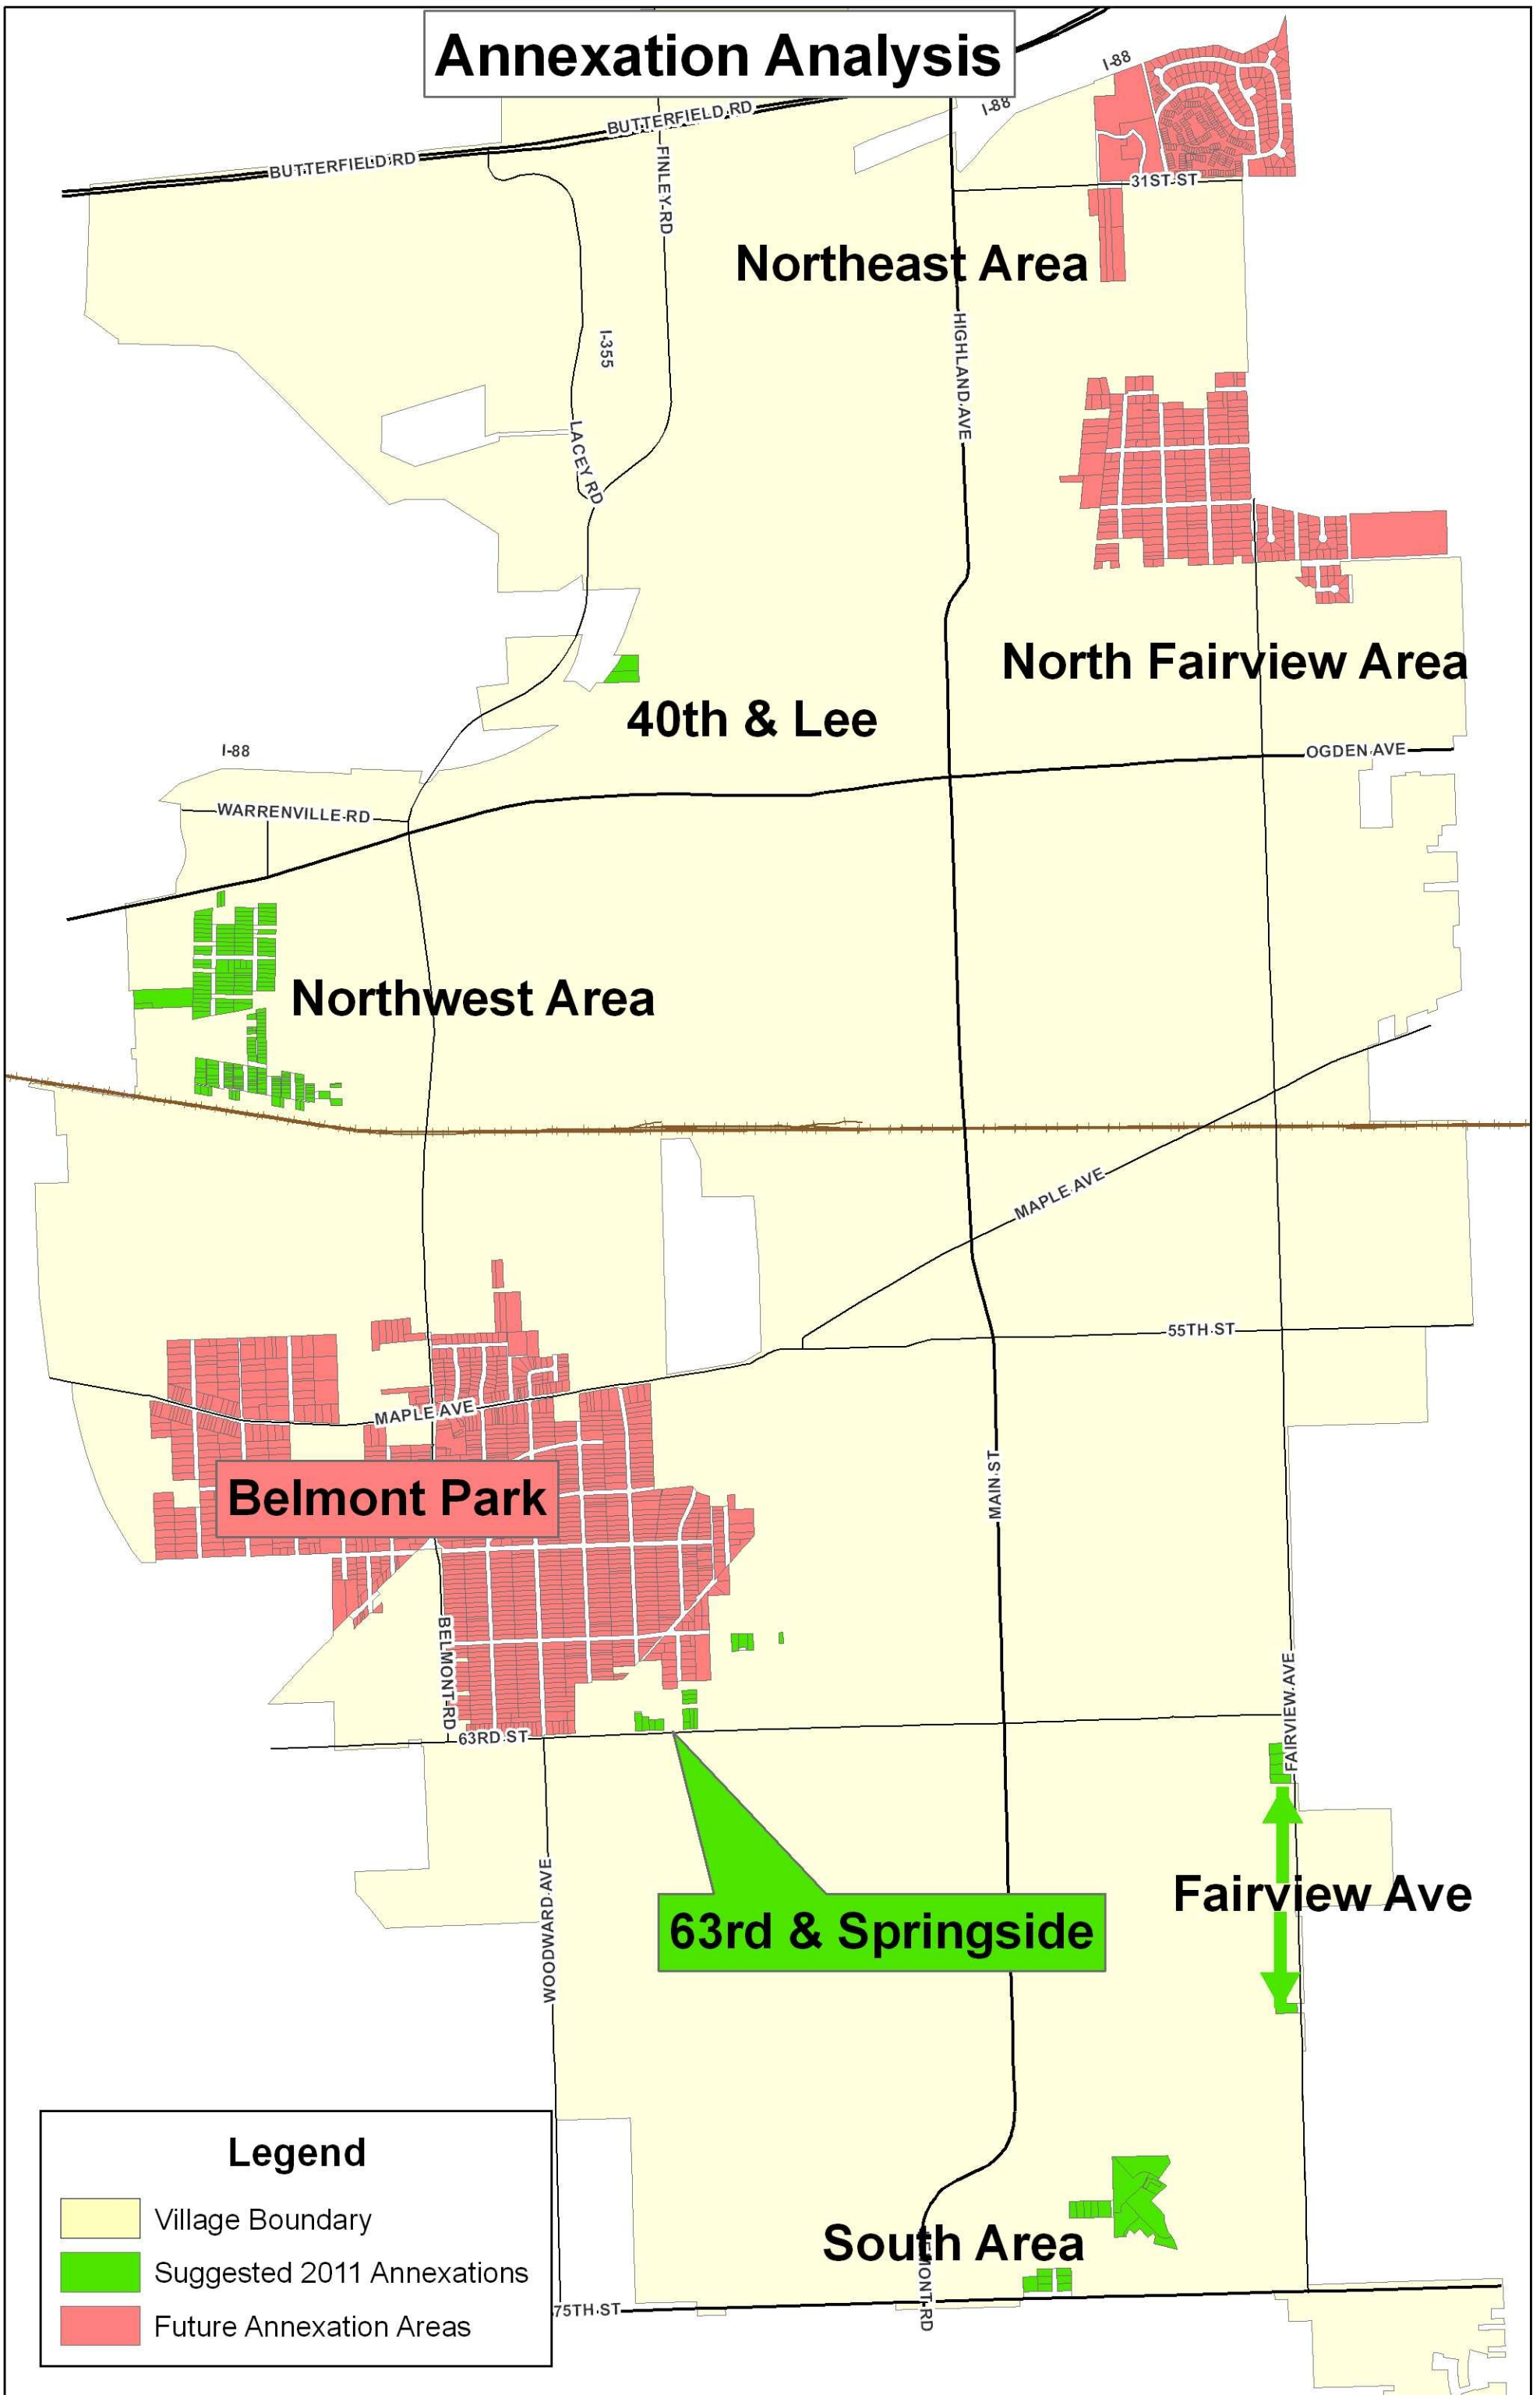 Annexation Analysis
I-88
I-88
BUTTERFIELD RD
BUTTERFIELD RD
FINLEY RD
31ST ST
Northeast Area
I-355
HIGHLAND AVE
LACEY RD
North Fairview Area
40th & Lee
I-88
OGDEN AVE
WARRENVILLE RD
Northwest Area
MAPLE AVE
55TH ST
MAPLE AVE
Belmont Park
MAIN ST
BELMONT RD
63RD ST
FAIRVIEW AVE
WOODWARD AVE
Fairview Ave
63rd & Springside
South Area
75TH ST
Legend
Village Boundary
Suggested 2011 Annexations
Future Annexation Areas